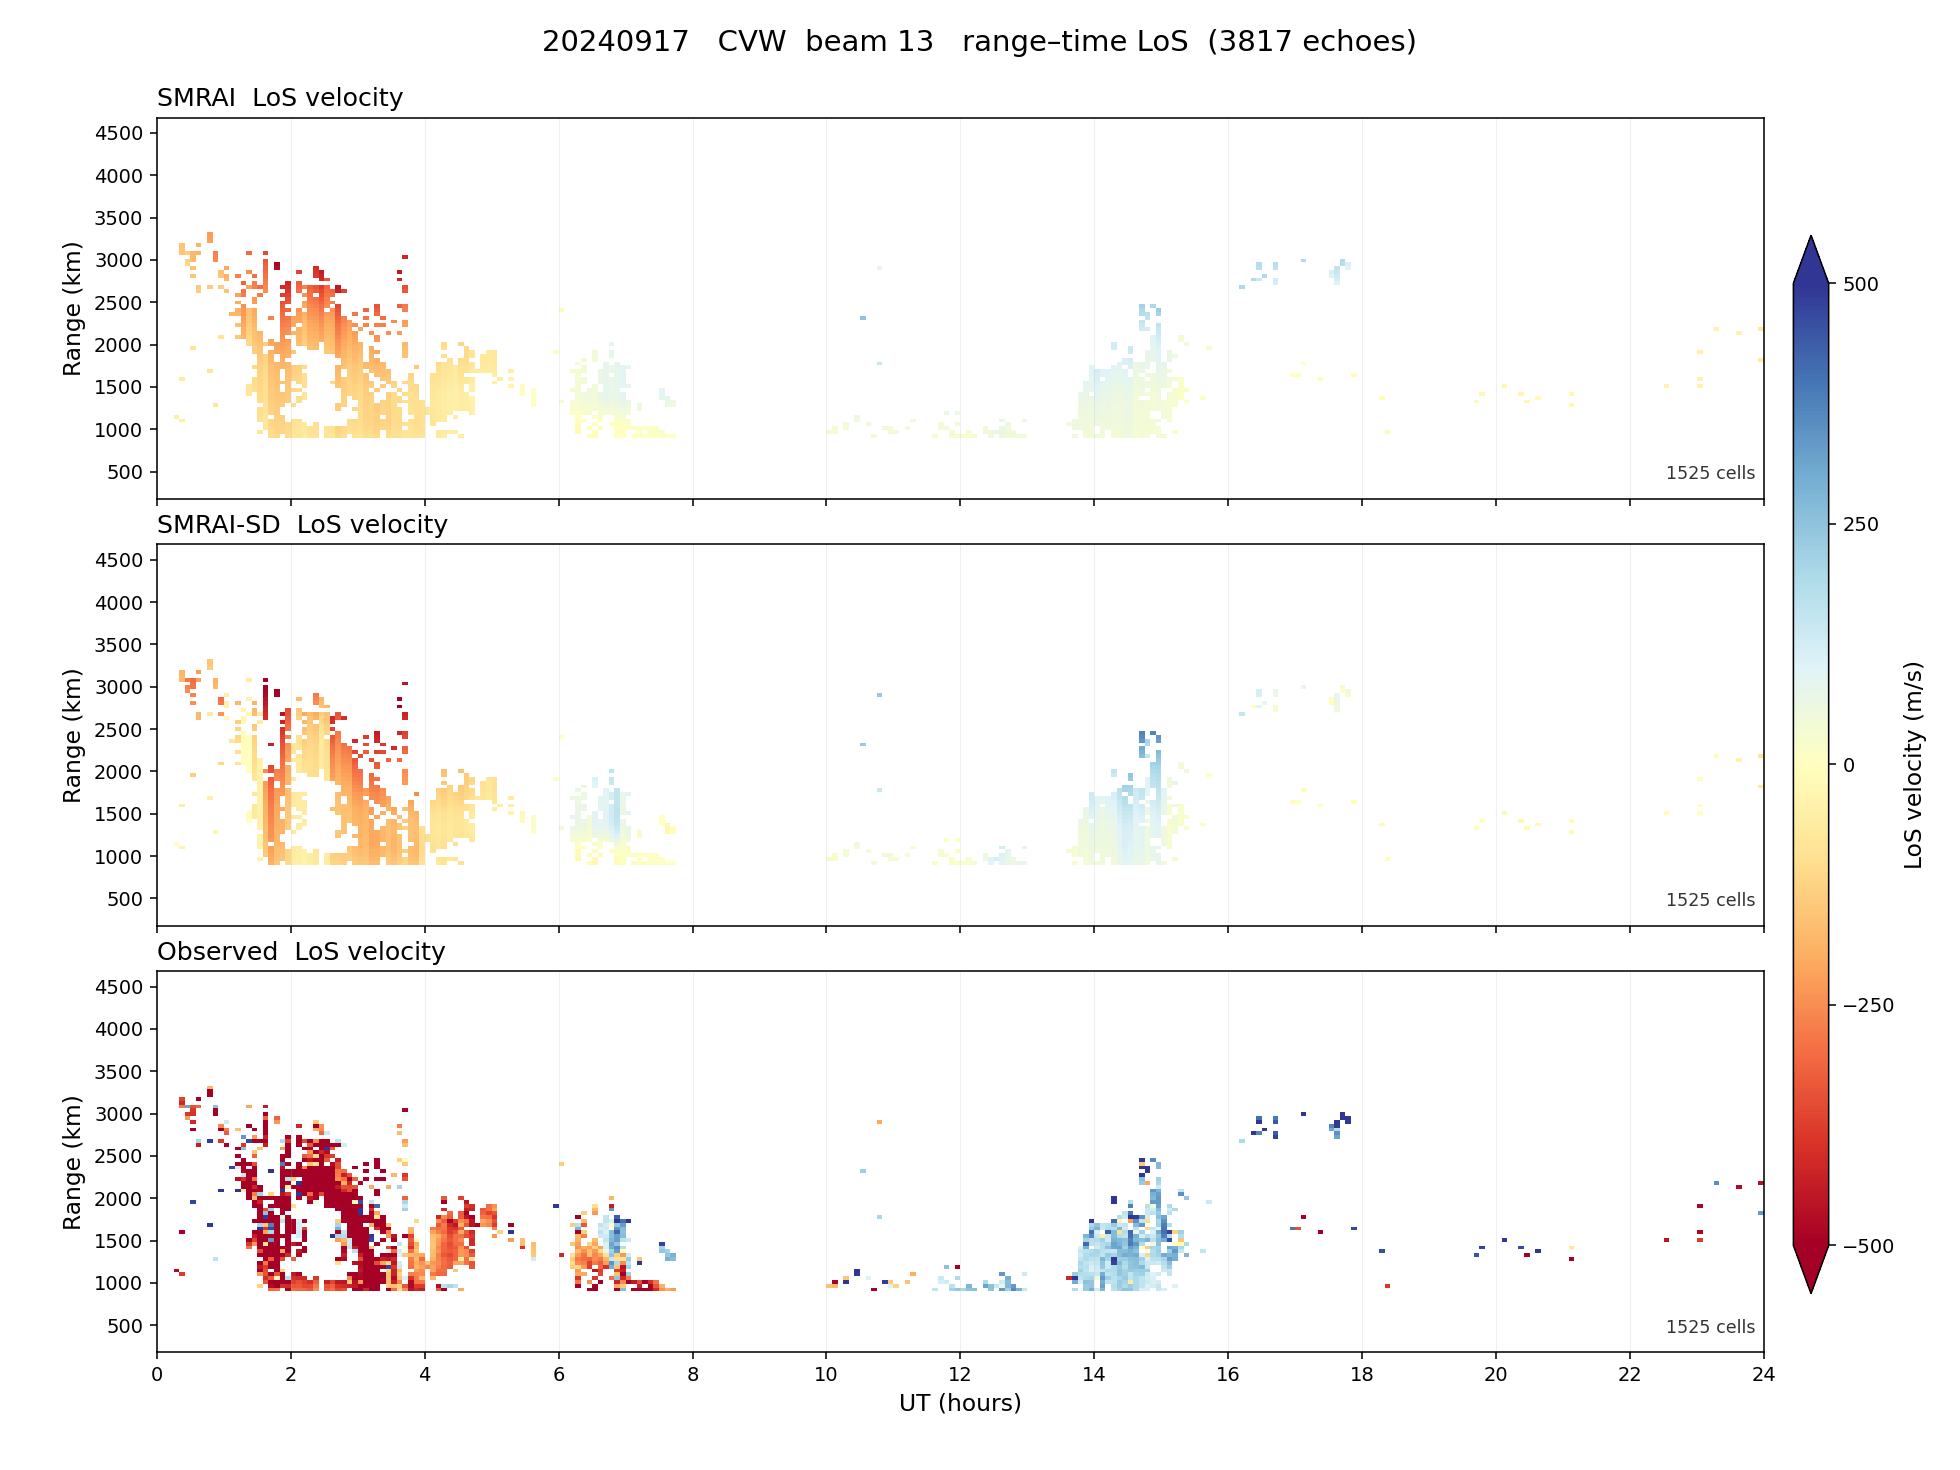 20240917 CVW beam 13 range–time LoS (3817 echoes)
SMRAI LoS velocity
4500
4000
3500
3000
2500
2000
1500
1000
500
Range (km)
1525 cells
SMRAI-SD LoS velocity
4500
4000
3500
3000
2500
2000
1500
1000
500
Range (km)
1525 cells
Observed LoS velocity
4500
4000
3500
3000
2500
2000
1500
1000
500
Range (km)
1525 cells
0 2 4 6 8 10 12 14 16 18 20 22 24
UT (hours)
500
250
0
−250
−500
LoS velocity (m/s)